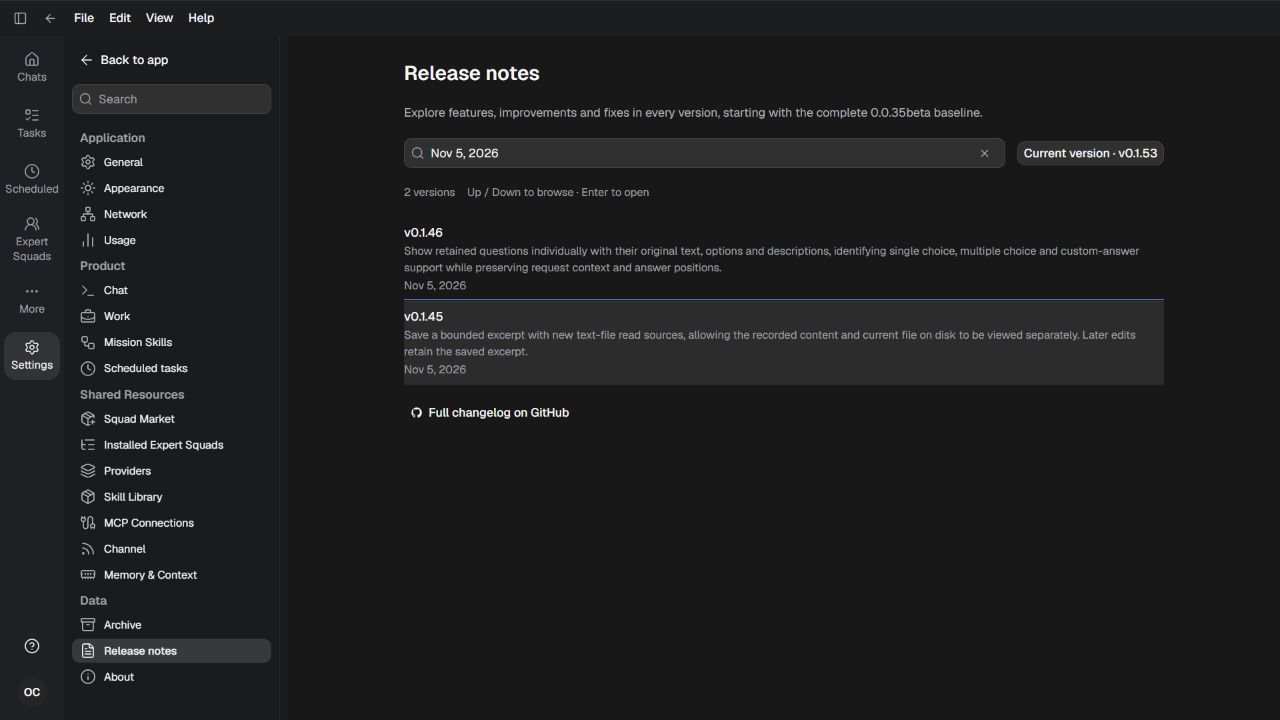 File Edit View Help
Chats
Tasks
Scheduled
Expert
Squads
More
Settings
OC
Back to app
Search
Application
General
Appearance
Network
Usage
Product
Chat
Work
Mission Skills
Scheduled tasks
Shared Resources
Squad Market
Installed Expert Squads
Providers
Skill Library
MCP Connections
Channel
Memory & Context
Data
Archive
Release notes
About
Release notes
Explore features, improvements and fixes in every version, starting with the complete 0.0.35beta baseline.
Nov 5, 2026
Current version · v0.1.53
2 versions Up / Down to browse · Enter to open
v0.1.46
Show retained questions individually with their original text, options and descriptions, identifying single choice, multiple choice and custom-answer
support while preserving request context and answer positions.
Nov 5, 2026
v0.1.45
Save a bounded excerpt with new text-file read sources, allowing the recorded content and current file on disk to be viewed separately. Later edits
retain the saved excerpt.
Nov 5, 2026
Full changelog on GitHub